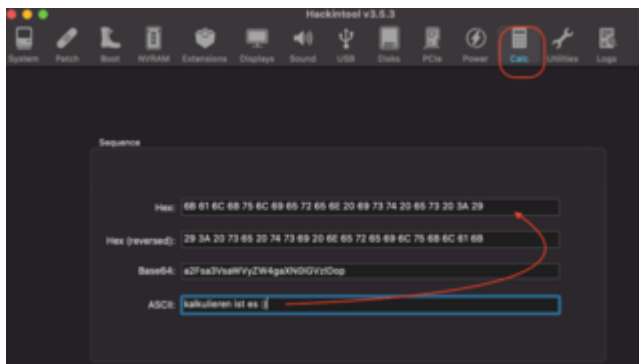 Hackintool v3.5.3
System Patch Boot NVRAM Extensions Displays Sound USB Disks PCIe Power Calc Utilities Logs
Sequence
Hex: 6B 61 6C 6B 75 6C 69 65 72 65 6E 20 69 73 74 20 65 73 20 3A 29
Hex (reversed): 29 3A 20 73 65 20 74 73 69 20 6E 65 72 65 69 6C 75 6B 6C 61 6B
Base64: a2Fsa3VsaWVyZW4gaXN0IGVzIDop
ASCII: kalkulieren ist es :)